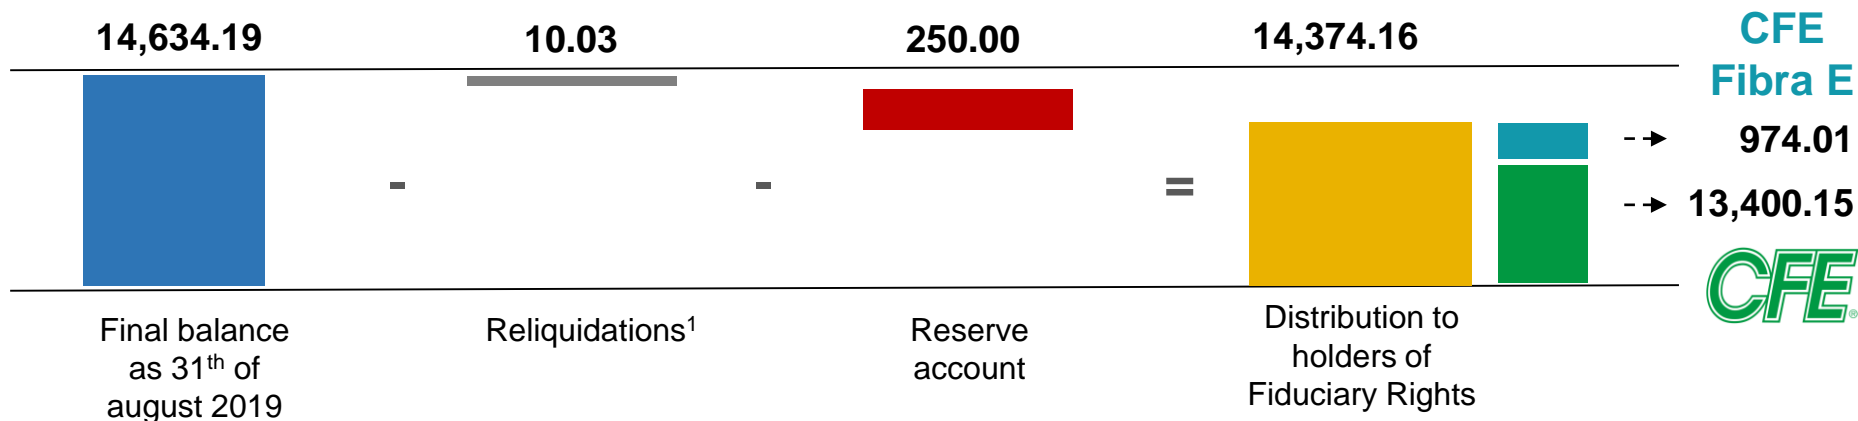 14,634.19
10.03
250.00
14,374.16
CFE
Fibra E
974.01
13,400.15
-
-
=
CFE®
Final balance
as 31th of
august 2019
Reliquidations1
Reserve
account
Distribution to
holders of
Fiduciary Rights